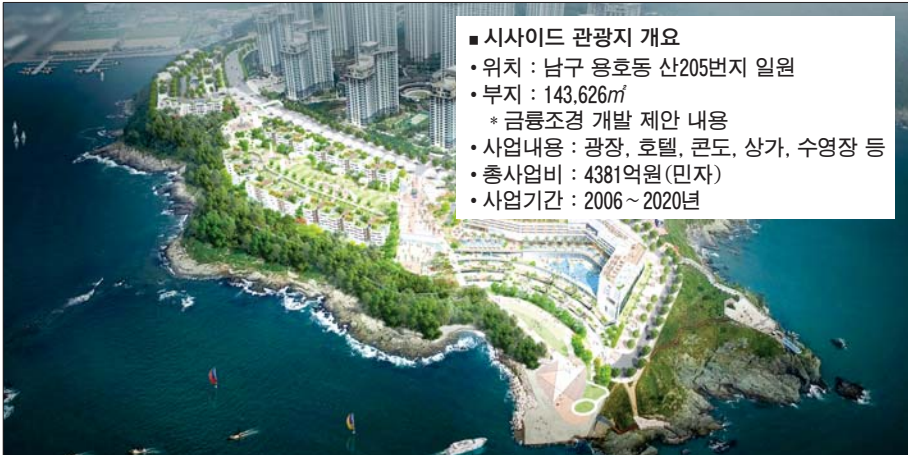 ■ 시사이드 관광지 개요
• 위치 : 남구 용호동 산205번지 일원
• 부지 : 143,626㎡
* 금륭조경 개발 제안 내용
• 사업내용 : 광장, 호텔, 콘도, 상가, 수영장 등
• 총사업비 : 4381억원(민자)
• 사업기간 : 2006～2020년